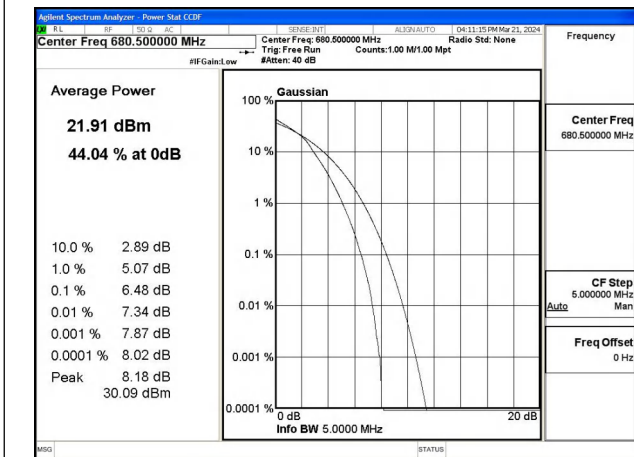 Agilent Spectrum Analyzer - Power Stat CCDF
RL RF 50 Ω AC SENSE:INT ALIGN AUTO 04:11:15 PM Mar 21, 2024
Center Freq 680.500000 MHz
Center Freq: 680.500000 MHz Radio Std: None
Trig: Free Run Counts:1.00 M/1.00 Mpt
#IFGain:Low #Atten: 40 dB
Frequency
Average Power
21.91 dBm
44.04 % at 0dB
10.0 % 2.89 dB
1.0 % 5.07 dB
0.1 % 6.48 dB
0.01 % 7.34 dB
0.001 % 7.87 dB
0.0001 % 8.02 dB
Peak 8.18 dB
30.09 dBm
Gaussian
100 %
10 %
1 %
0.1 %
0.01 %
0.001 %
0.0001 %
0 dB 20 dB
Info BW 5.0000 MHz
Center Freq
680.500000 MHz
CF Step
5.000000 MHz
Auto Man
Freq Offset
0 Hz
MSG STATUS